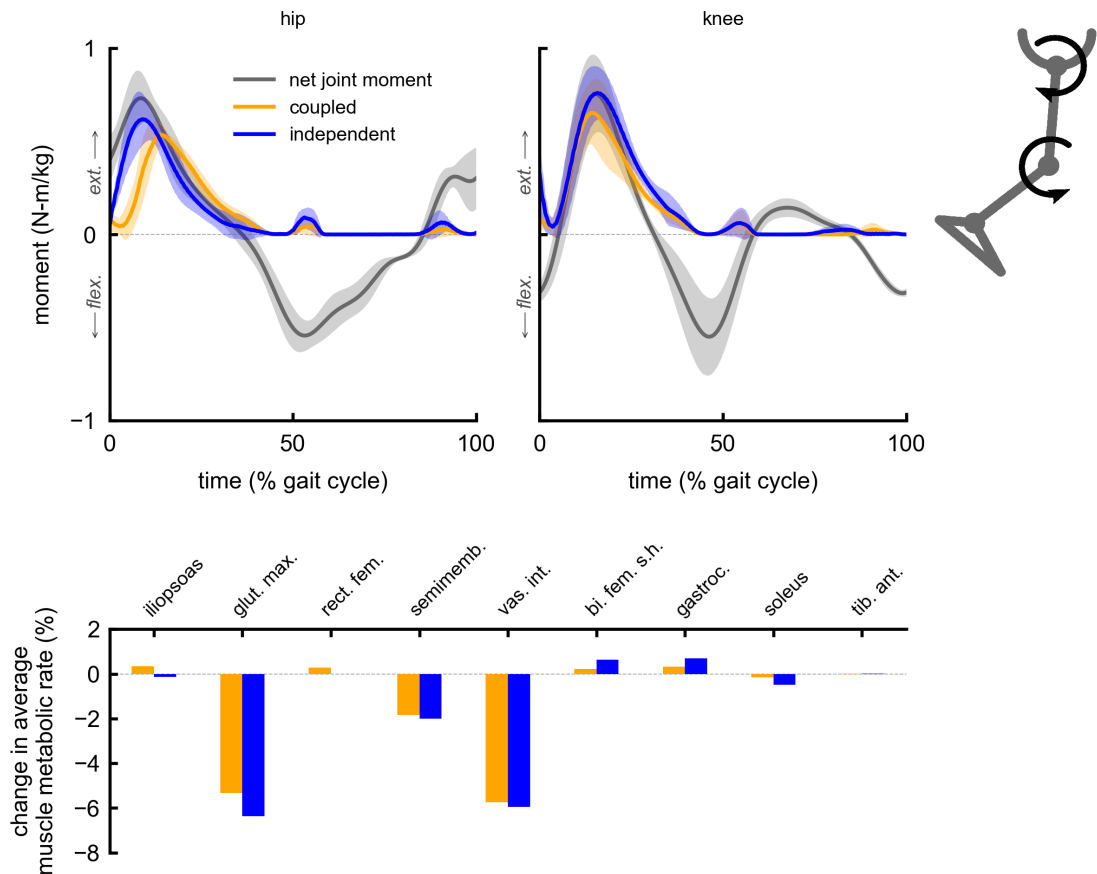 hip
knee
1
net joint moment
coupled
independent
moment (N-m/kg)
ext.
flex.
ext.
flex.
0
−1
0
50
100
0
50
100
time (% gait cycle)
time (% gait cycle)
iliopsoas
glut. max.
rect. fem.
semimemb.
vas. int.
bi. fem. s.h.
gastroc.
soleus
tib. ant.
change in average
muscle metabolic rate (%)
2
0
−2
−4
−6
−8